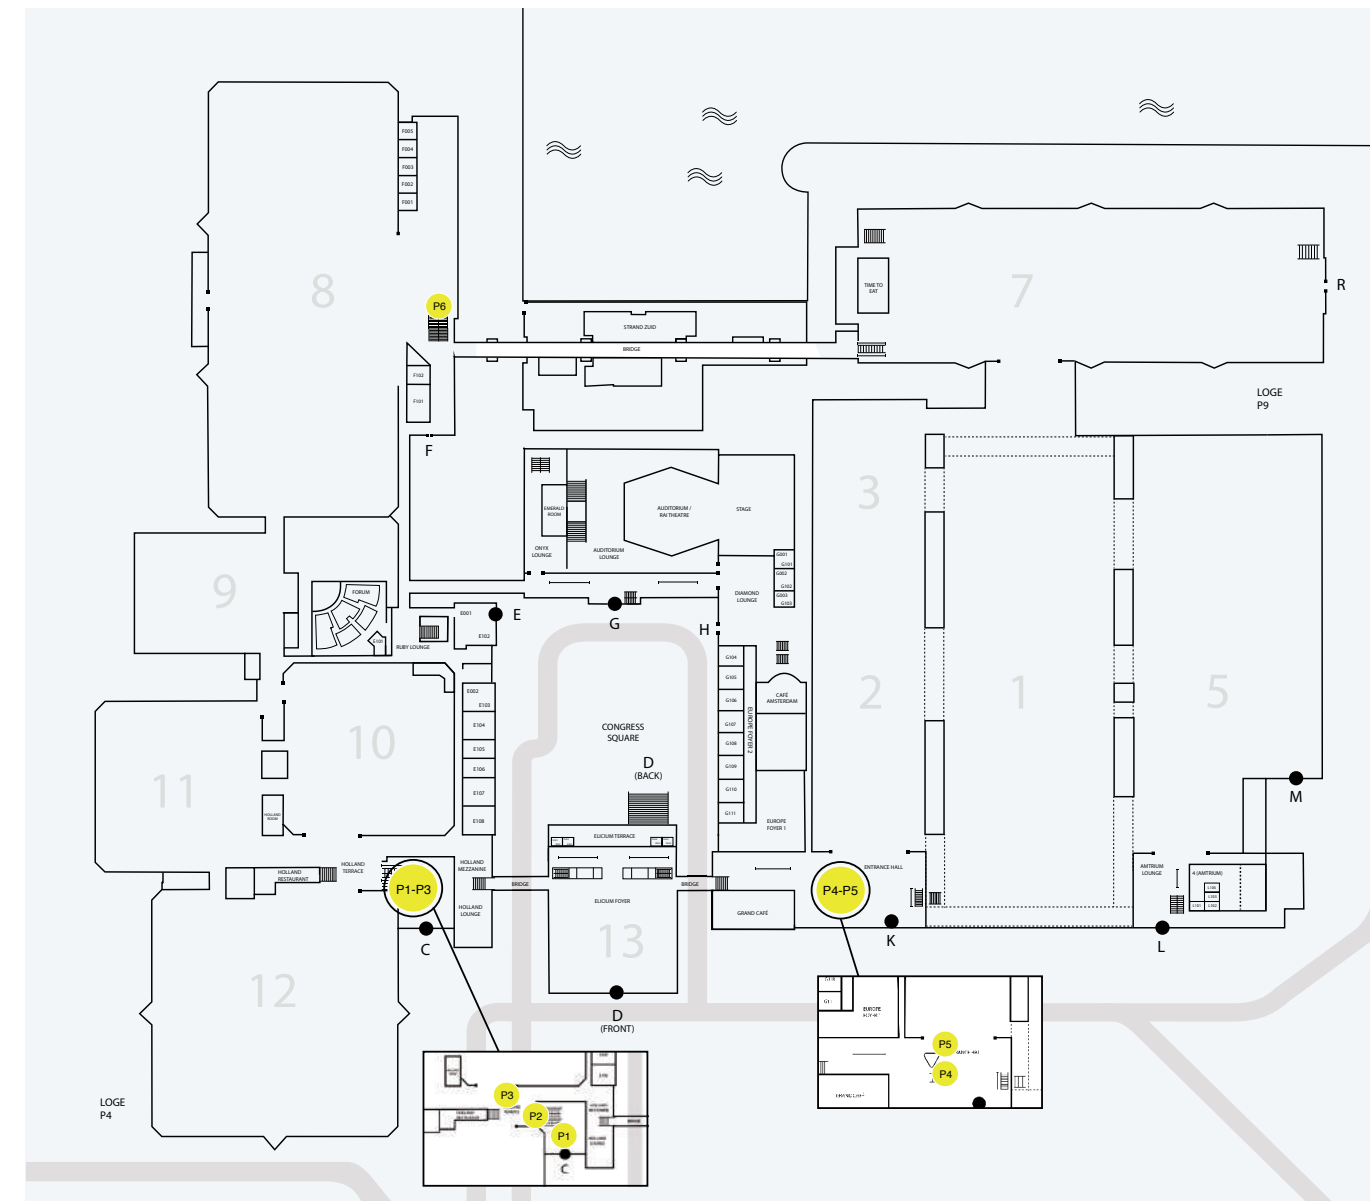 F005
F004
F003
F002
F001
8
P6
7
R
TIME TO
EAT
STRAND ZUID
BRIDGE
F102
F101
F
LOGE
P9
3
EMERALD
ROOM
AUDITORIUM /
RAI THEATRE
STAGE
ONYX
LOUNGE
AUDITORIUM
LOUNGE
G001
G101
G002
G102
G003
G103
DIAMOND
LOUNGE
9
FORUM
E101
RUBY LOUNGE
E001
E102
E
G
H
G104
G105
G106
G107
G108
G109
G110
G111
EUROPE FOYER 2
CAFÉ
AMSTERDAM
2
1
5
E002
E103
E104
E105
E106
E107
E108
10
11
CONGRESS
SQUARE
D
(BACK)
M
HOLLAND
ROOM
ELICIUM TERRACE
EUROPE
FOYER 1
HOLLAND
TERRACE
HOLLAND
RESTAURANT
P1-P3
HOLLAND
MEZZANINE
BRIDGE
BRIDGE
ELICIUM FOYER
HOLLAND
LOUNGE
GRAND CAFÉ
P4-P5
ENTRANCE HALL
AMTRIUM
LOUNGE
4 (AMTRIUM)
L101
L102
C
13
K
L
12
D
(FRONT)
LOGE
P4
P3
P2
P1
C
EUROPE
P5
P4